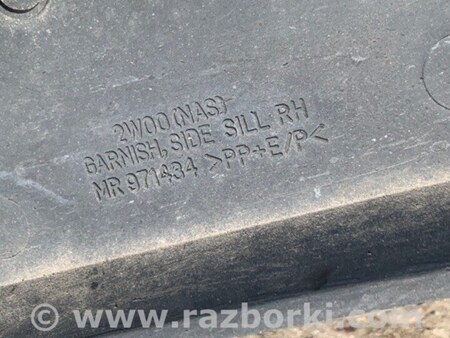 2W00(NAS)
GARNISH, SIDE SILL RH
MR971434 >PP+E/P<
© www.razborki.com